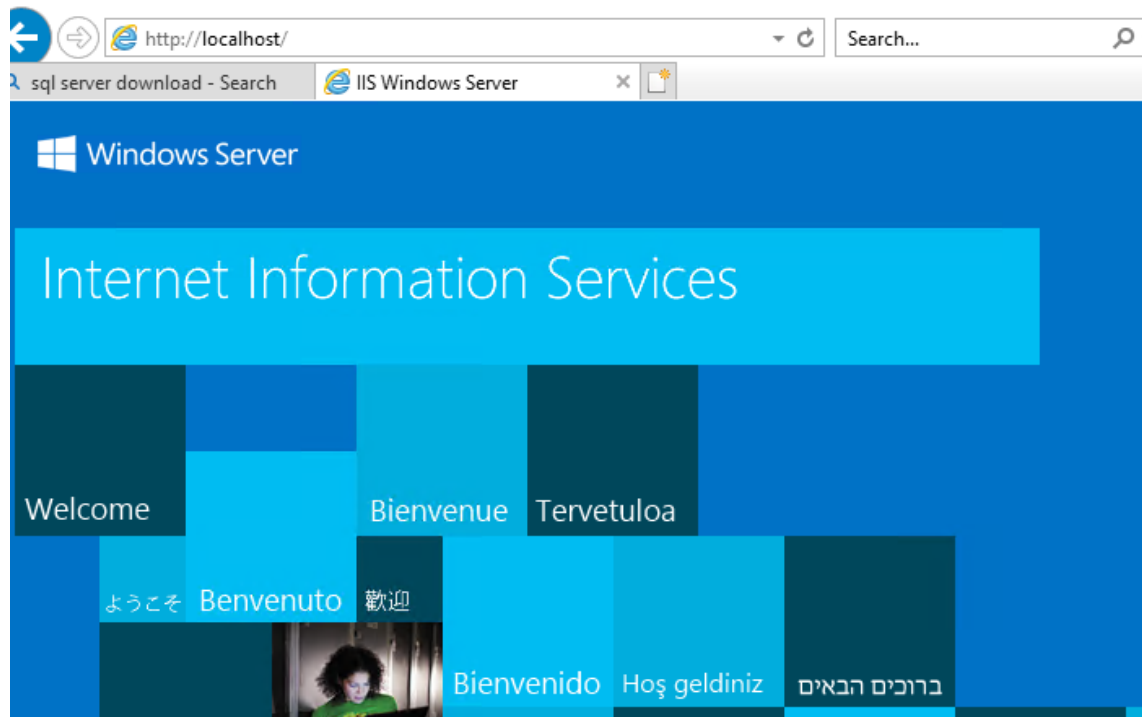 http://localhost/
Search...
sql server download - Search
IIS Windows Server
Windows Server
Internet Information Services
Welcome
Bienvenue
Tervetuloa
ようこそ
Benvenuto
歡迎
Bienvenido
Hoş geldiniz
ברוכים הבאים